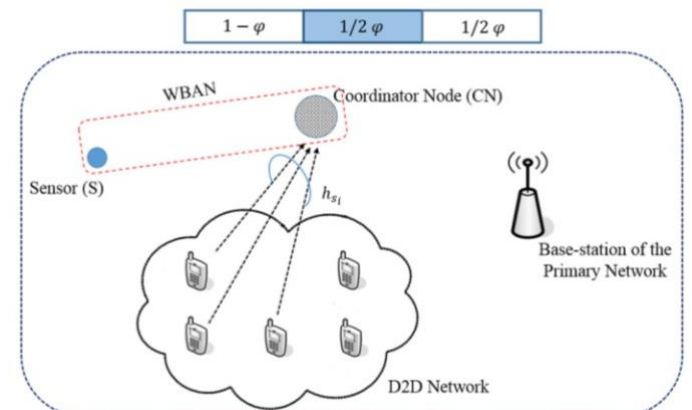 1 − φ 1/2 φ 1/2 φ
WBAN
Coordinator Node (CN)
Sensor (S)
h_{s_i}
Base-station of the
Primary Network
D2D Network